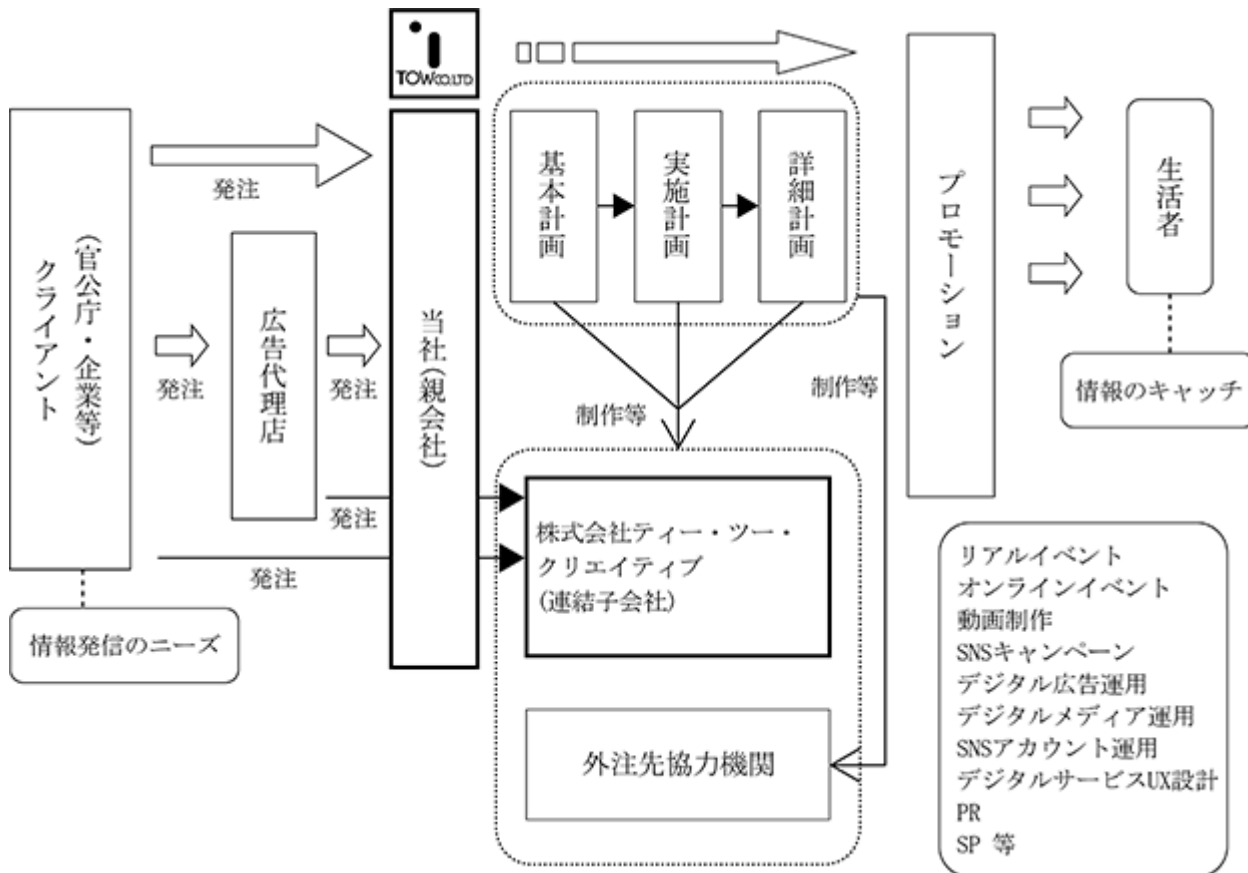 TOW CO.LTD
クライアント
（官公庁・企業等）
発注
発注
広告代理店
発注
発注
発注
情報発信のニーズ
当社（親会社）
基本計画
実施計画
詳細計画
制作等
制作等
株式会社ティー・ツー・
クリエイティブ
(連結子会社)
外注先協力機関
プロモーション
生活者
情報のキャッチ
リアルイベント
オンラインイベント
動画制作
SNSキャンペーン
デジタル広告運用
デジタルメディア運用
SNSアカウント運用
デジタルサービスUX設計
PR
SP 等